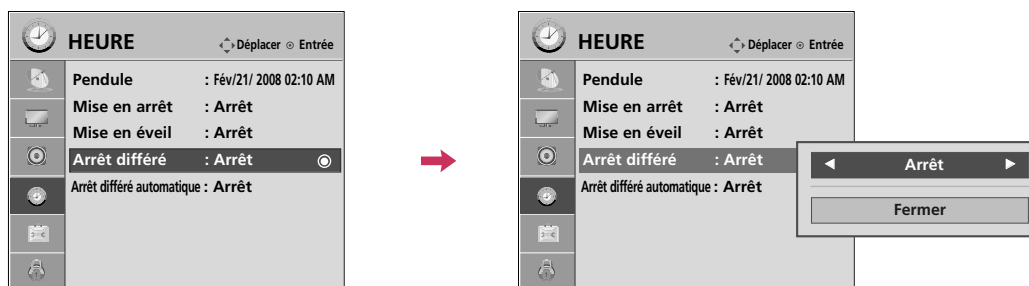 HEURE Déplacer Entrée
Pendule : Fév/21/ 2008 02:10 AM
Mise en arrêt : Arrêt
Mise en éveil : Arrêt
Arrêt différé : Arrêt
Arrêt différé automatique : Arrêt
HEURE Déplacer Entrée
Pendule : Fév/21/ 2008 02:10 AM
Mise en arrêt : Arrêt
Mise en éveil : Arrêt
Arrêt différé : Arrêt
Arrêt différé automatique : Arrêt
Arrêt
Fermer